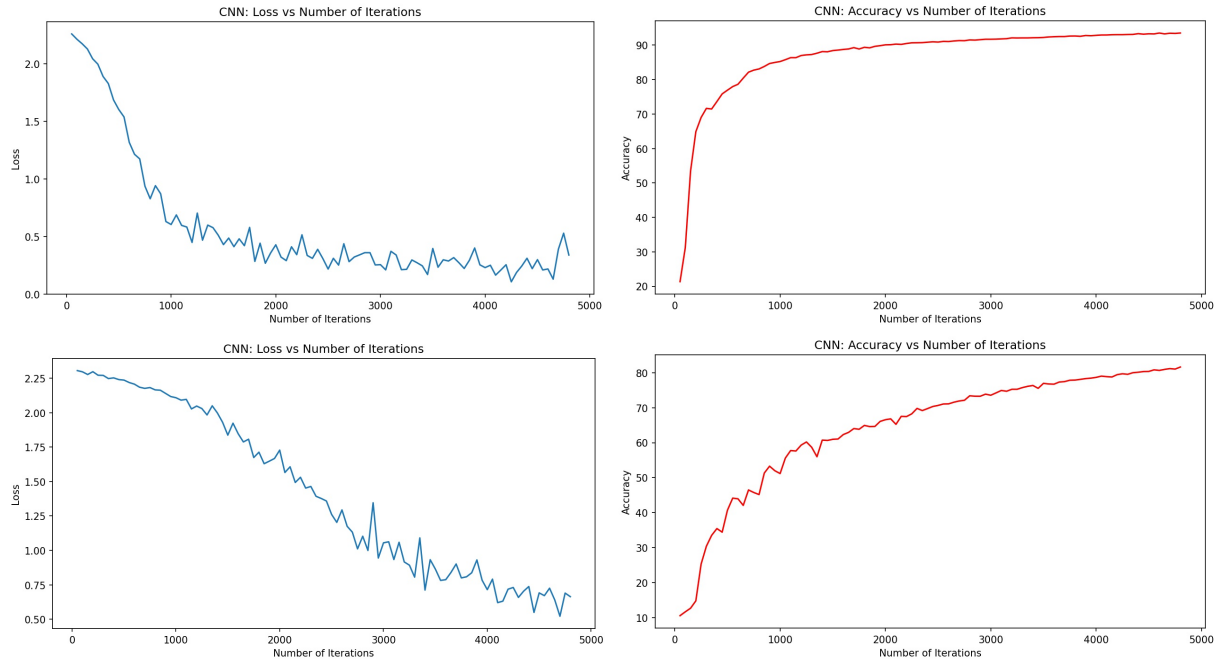 CNN: Loss vs Number of Iterations
2.0
1.5
1.0
0.5
0.0
Loss
0 1000 2000 3000 4000 5000
Number of Iterations
CNN: Accuracy vs Number of Iterations
90
80
70
60
50
40
30
20
Accuracy
0 1000 2000 3000 4000 5000
Number of Iterations
CNN: Loss vs Number of Iterations
2.25
2.00
1.75
1.50
1.25
1.00
0.75
0.50
Loss
0 1000 2000 3000 4000 5000
Number of Iterations
CNN: Accuracy vs Number of Iterations
80
70
60
50
40
30
20
10
Accuracy
0 1000 2000 3000 4000 5000
Number of Iterations